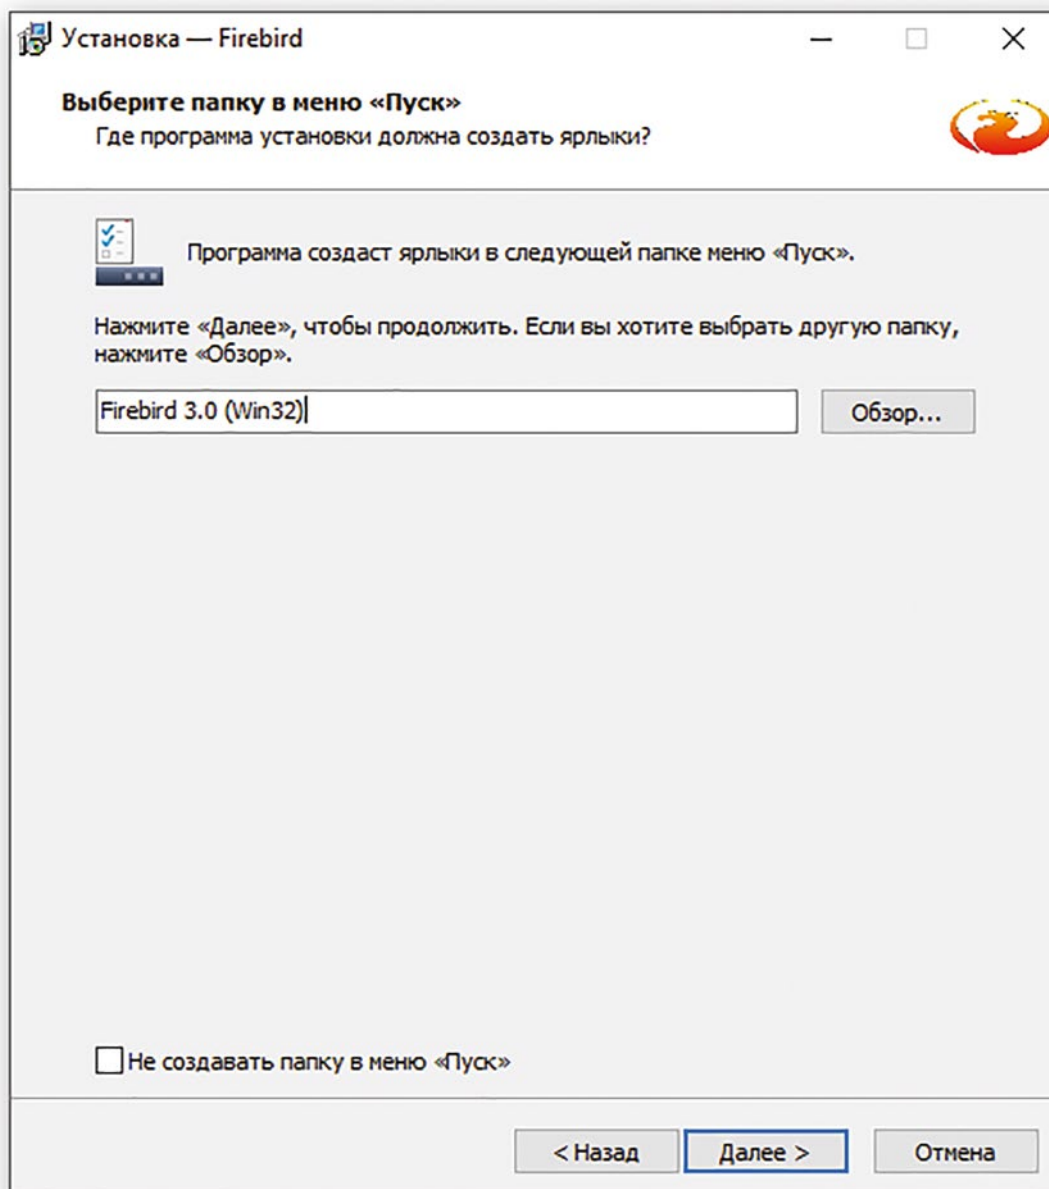 Установка — Firebird
Выберите папку в меню «Пуск»
Где программа установки должна создать ярлыки?
Программа создаст ярлыки в следующей папке меню «Пуск».
Нажмите «Далее», чтобы продолжить. Если вы хотите выбрать другую папку,
нажмите «Обзор».
Firebird 3.0 (Win32)
Обзор...
Не создавать папку в меню «Пуск»
< Назад
Далее >
Отмена